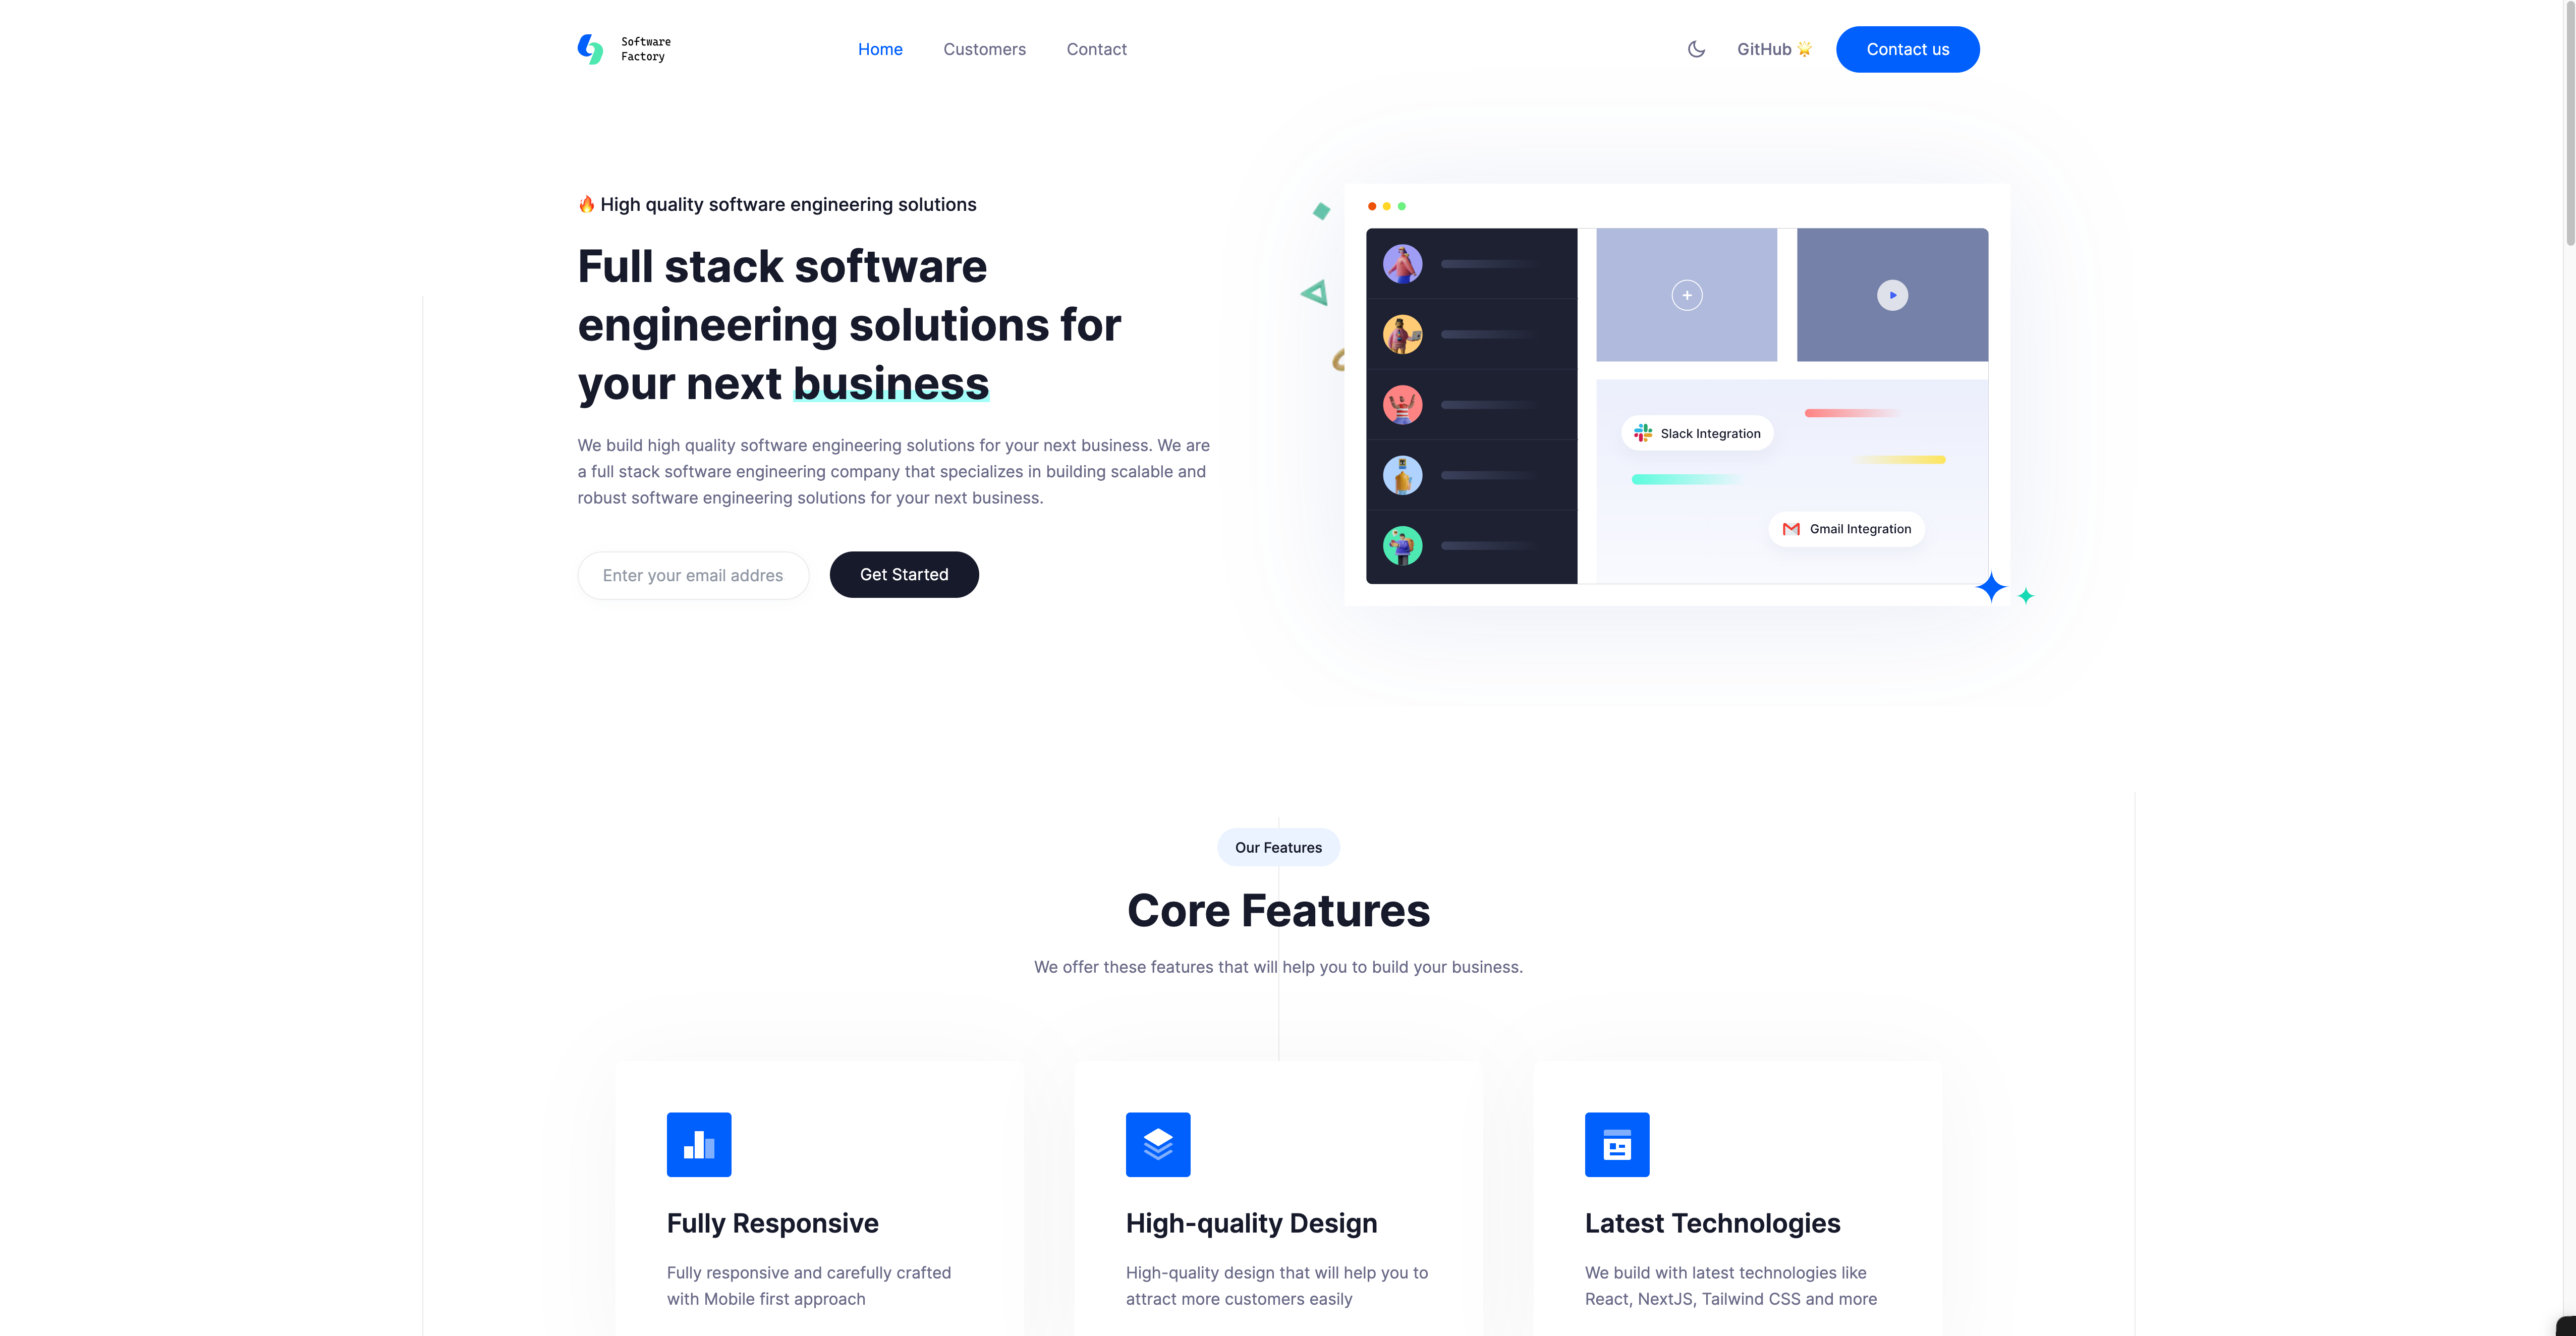 Software
Factory
Home
Customers
Contact
GitHub 🌟
Contact us
🔥 High quality software engineering solutions
Full stack software
engineering solutions for
your next business
We build high quality software engineering solutions for your next business. We are
a full stack software engineering company that specializes in building scalable and
robust software engineering solutions for your next business.
Enter your email addres
Get Started
Slack Integration
Gmail Integration
Our Features
Core Features
We offer these features that will help you to build your business.
Fully Responsive
Fully responsive and carefully crafted
with Mobile first approach
High-quality Design
High-quality design that will help you to
attract more customers easily
Latest Technologies
We build with latest technologies like
React, NextJS, Tailwind CSS and more